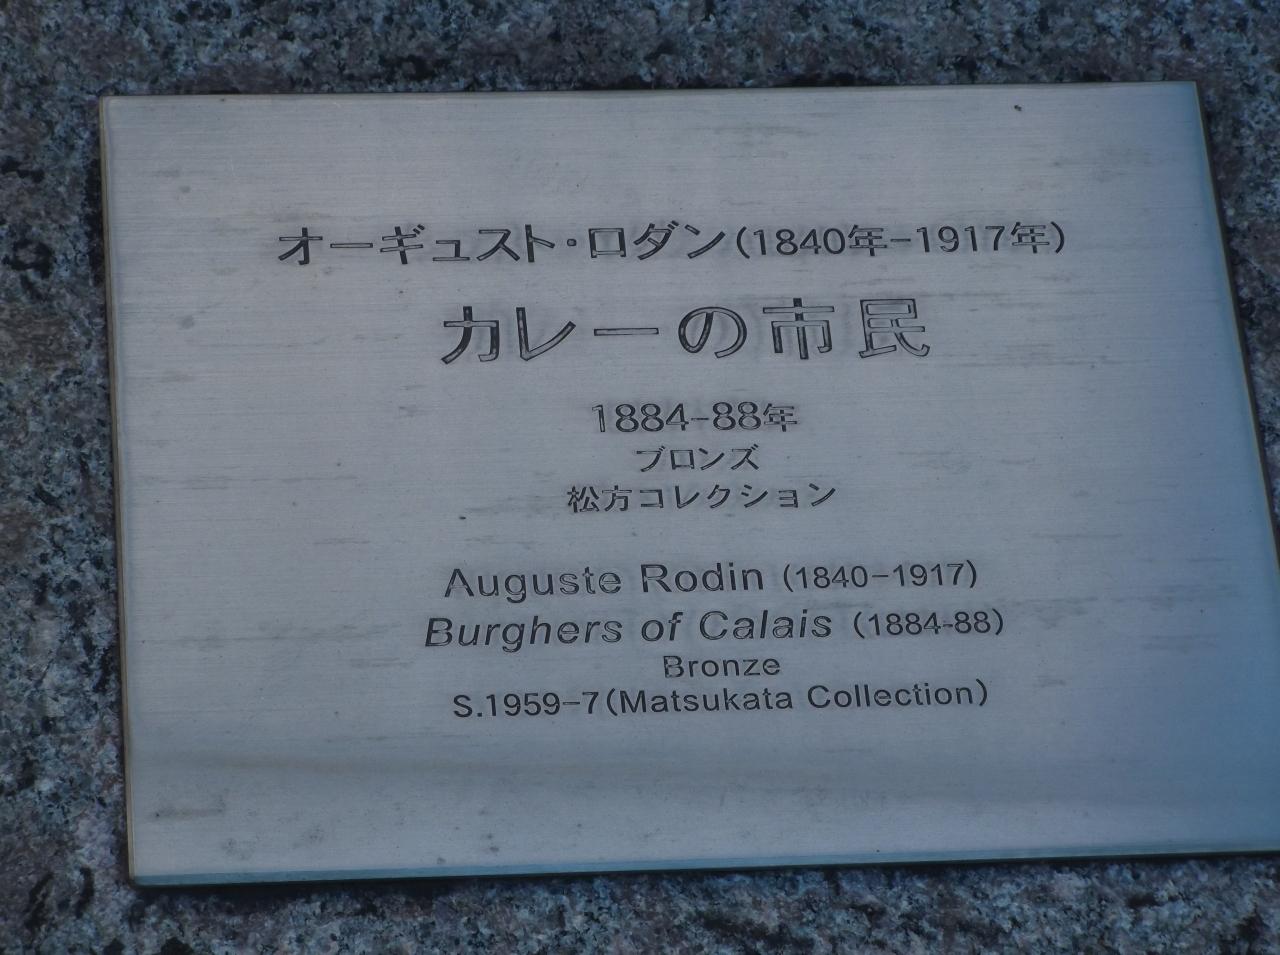 オーギュスト・ロダン(1840年-1917年)
カレーの市民
1884-88年
ブロンズ
松方コレクション
Auguste Rodin (1840-1917)
Burghers of Calais (1884-88)
Bronze
S.1959-7(Matsukata Collection)